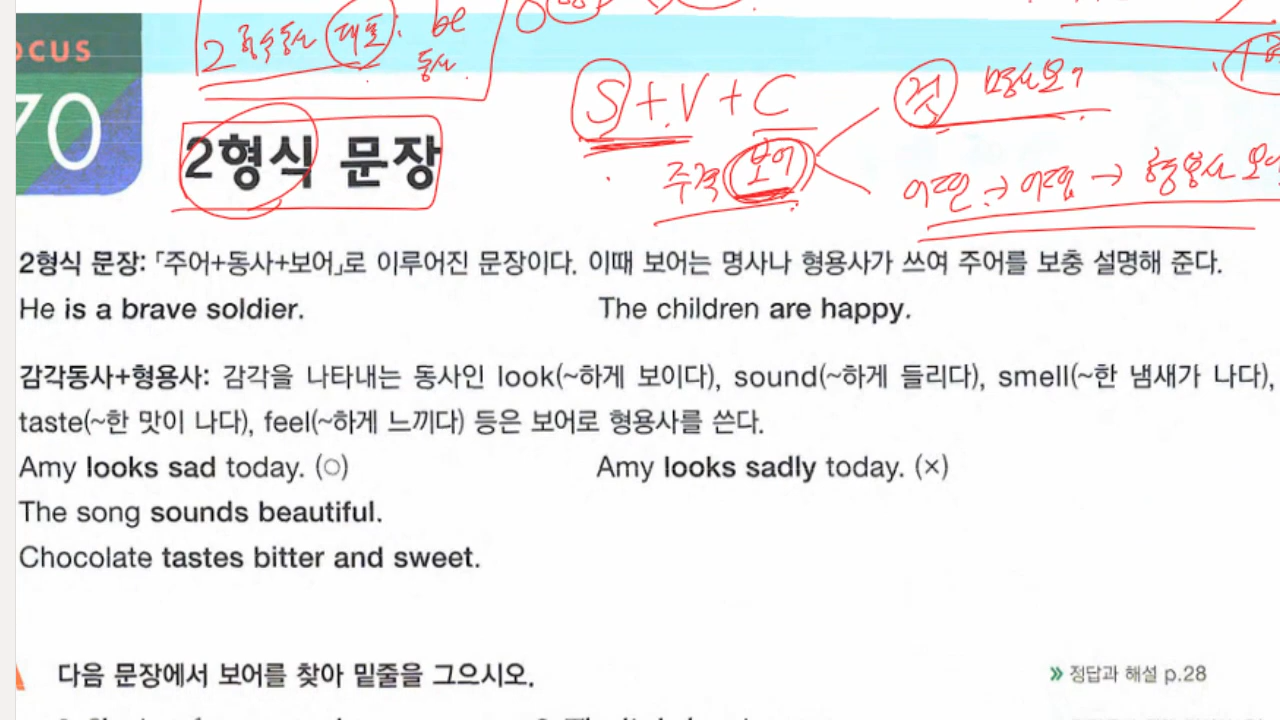 2형식동사 대표: be
동사
OCUS
70
S+V+C
것 명사보어
2형식 문장
주격 보어
어떤 →
2형식 문장: 「주어+동사+보어」로 이루어진 문장이다. 이때 보어는 명사나 형용사가 쓰여 주어를 보충 설명해 준다.
He is a brave soldier. The children are happy.
감각동사+형용사: 감각을 나타내는 동사인 look(~하게 보이다), sound(~하게 들리다), smell(~한 냄새가 나다),
taste(~한 맛이 나다), feel(~하게 느끼다) 등은 보어로 형용사를 쓴다.
Amy looks sad today. (○) Amy looks sadly today. (×)
The song sounds beautiful.
Chocolate tastes bitter and sweet.
다음 문장에서 보어를 찾아 밑줄을 그으시오.
» 정답과 해설 p.28